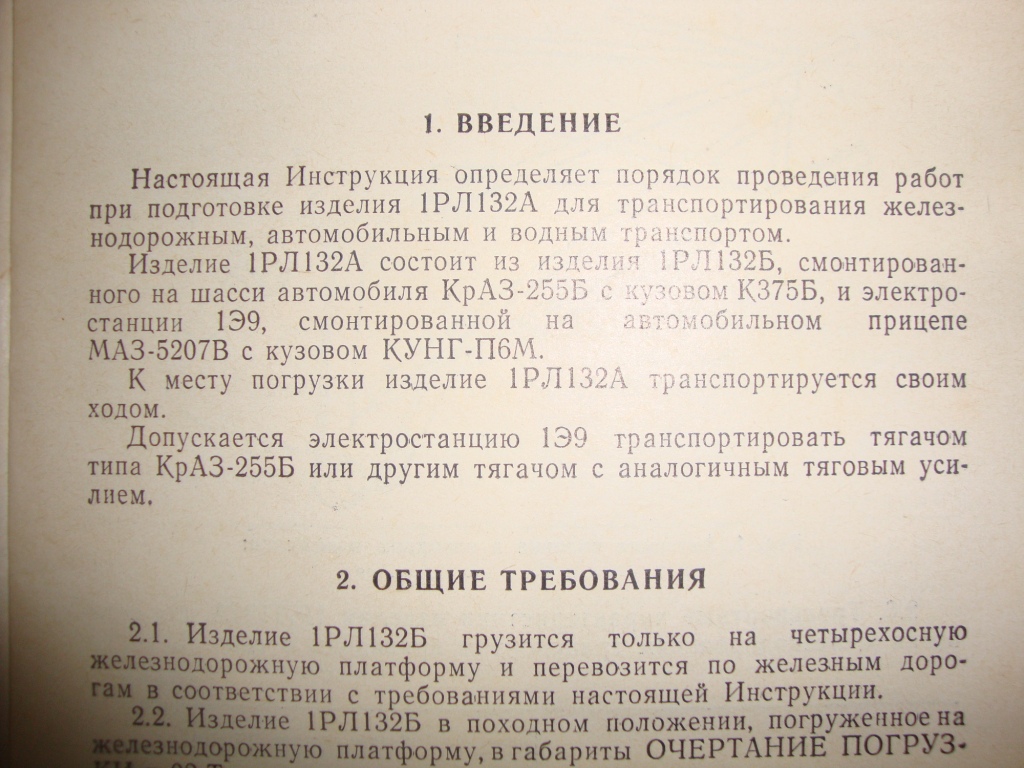 1. ВВЕДЕНИЕ
Настоящая Инструкция определяет порядок проведения работ
при подготовке изделия 1РЛ132А для транспортирования желез-
нодорожным, автомобильным и водным транспортом.
Изделие 1РЛ132А состоит из изделия 1РЛ132Б, смонтирован-
ного на шасси автомобиля КрАЗ-255Б с кузовом К375Б, и электро-
станции 1Э9, смонтированной на автомобильном прицепе
МАЗ-5207В с кузовом КУНГ-П6М.
К месту погрузки изделие 1РЛ132А транспортируется своим
ходом.
Допускается электростанцию 1Э9 транспортировать тягачом
типа КрАЗ-255Б или другим тягачом с аналогичным тяговым уси-
лием.
2. ОБЩИЕ ТРЕБОВАНИЯ
2.1. Изделие 1РЛ132Б грузится только на четырехосную
железнодорожную платформу и перевозится по железным доро-
гам в соответствии с требованиями настоящей Инструкции.
2.2. Изделие 1РЛ132Б в походном положении, погруженное на
железнодорожную платформу, в габариты ОЧЕРТАНИЕ ПОГРУЗ-